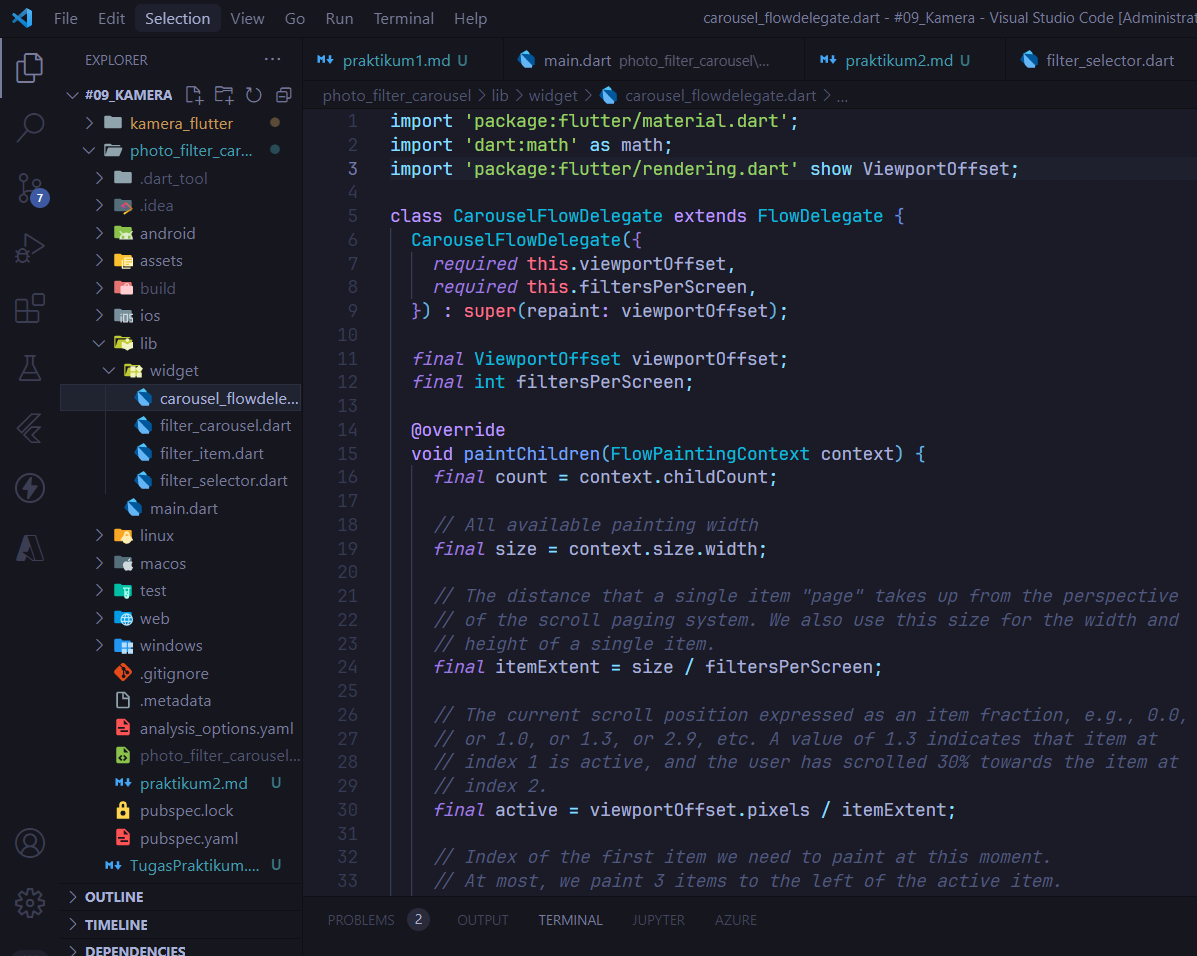 File Edit Selection View Go Run Terminal Help
carousel_flowdelegate.dart - #09_Kamera - Visual Studio Code [Administrat
EXPLORER
#09_KAMERA
kamera_flutter
photo_filter_car...
.dart_tool
.idea
android
assets
build
ios
lib
widget
carousel_flowdele...
filter_carousel.dart
filter_item.dart
filter_selector.dart
main.dart
linux
macos
test
web
windows
.gitignore
.metadata
analysis_options.yaml
photo_filter_carousel...
praktikum2.md U
pubspec.lock
pubspec.yaml
TugasPraktikum.... U
OUTLINE
TIMELINE
DEPENDENCIES
7
praktikum1.md U main.dart photo_filter_carousel\... praktikum2.md U filter_selector.dart
photo_filter_carousel > lib > widget > carousel_flowdelegate.dart > ...
1 import 'package:flutter/material.dart';
2 import 'dart:math' as math;
3 import 'package:flutter/rendering.dart' show ViewportOffset;
4
5 class CarouselFlowDelegate extends FlowDelegate {
6 CarouselFlowDelegate({
7 required this.viewportOffset,
8 required this.filtersPerScreen,
9 }) : super(repaint: viewportOffset);
10
11 final ViewportOffset viewportOffset;
12 final int filtersPerScreen;
13
14 @override
15 void paintChildren(FlowPaintingContext context) {
16 final count = context.childCount;
17
18 // All available painting width
19 final size = context.size.width;
20
21 // The distance that a single item "page" takes up from the perspective
22 // of the scroll paging system. We also use this size for the width and
23 // height of a single item.
24 final itemExtent = size / filtersPerScreen;
25
26 // The current scroll position expressed as an item fraction, e.g., 0.0,
27 // or 1.0, or 1.3, or 2.9, etc. A value of 1.3 indicates that item at
28 // index 1 is active, and the user has scrolled 30% towards the item at
29 // index 2.
30 final active = viewportOffset.pixels / itemExtent;
31
32 // Index of the first item we need to paint at this moment.
33 // At most, we paint 3 items to the left of the active item.
PROBLEMS 2 OUTPUT TERMINAL JUPYTER AZURE